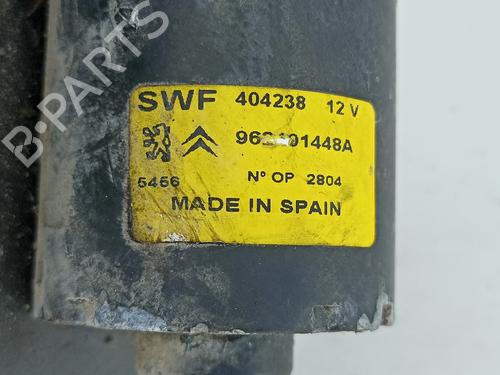 SWF 404238 12 V
5456 Nº OP 2804
MADE IN SPAIN
B-PARTS